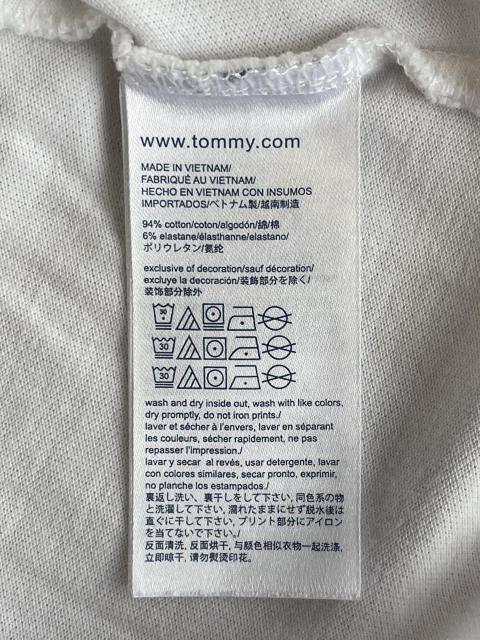 www.tommy.com
MADE IN VIETNAM/
FABRIQUÉ AU VIETNAM/
HECHO EN VIETNAM CON INSUMOS
IMPORTADOS/ベトナム製/越南制造
94% cotton/coton/algodón/綿/棉
6% elastane/élasthanne/elastano/
ポリウレタン/氨纶
exclusive of decoration/sauf décoration/
excluye la decoración/装飾部分を除く/
装饰部分除外
30
30
30
wash and dry inside out, wash with like colors,
dry promptly, do not iron prints./
laver et sécher à l'envers, laver en séparant
les couleurs, sécher rapidement, ne pas
repasser l'impression./
lavar y secar al revés, usar detergente, lavar
con colores similares, secar pronto, exprimir,
no planche los estampados./
裏返し洗い, 裏干しをして下さい, 同色系の物
と洗濯して下さい, 濡れたままにせず脱水後は
直ぐに干して下さい, プリント部分にアイロン
を当てないで下さい。/
反面清洗, 反面烘干, 与颜色相似衣物一起洗涤,
立即晾干, 请勿熨烫印花。